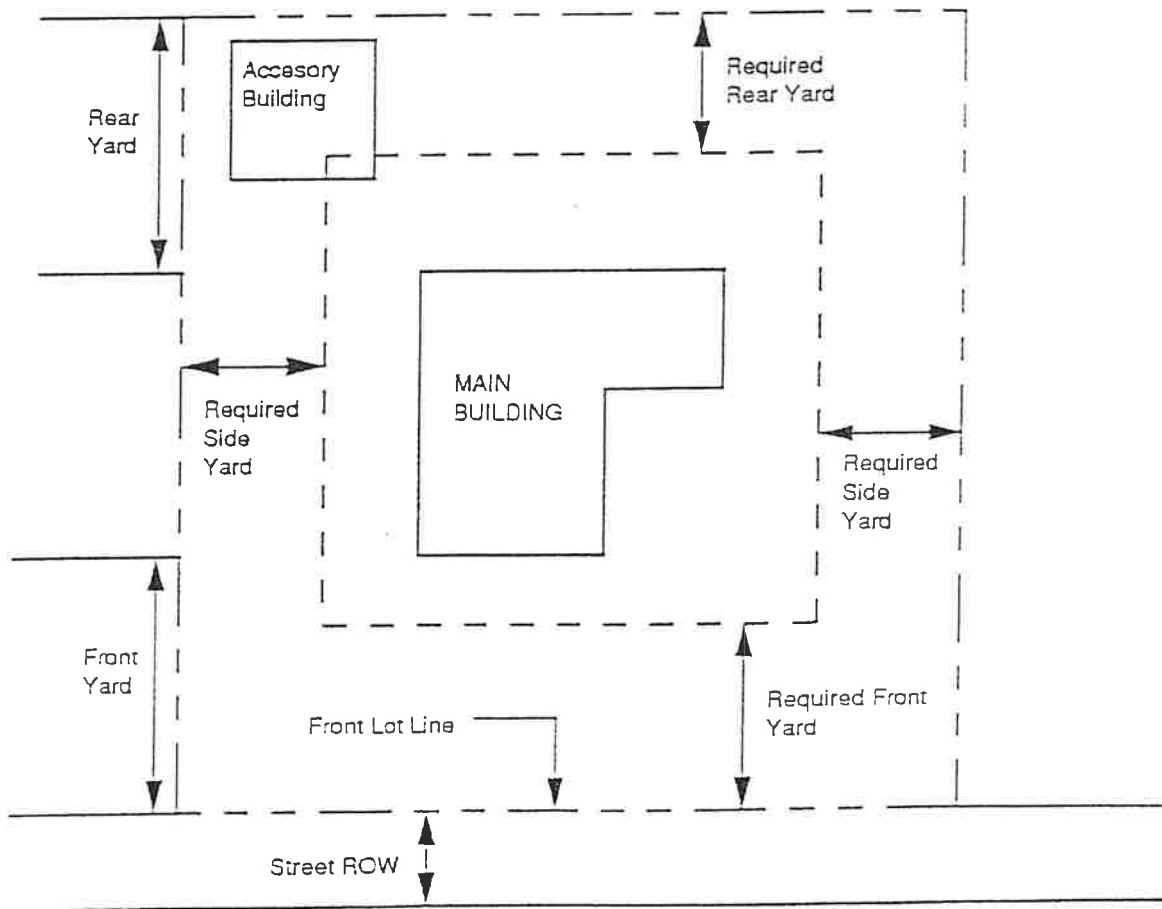 Accesory
Building
Required
Rear Yard
Rear
Yard
MAIN
BUILDING
Required
Side
Yard
Required
Side
Yard
Front
Yard
Required Front
Yard
Front Lot Line
Street ROW